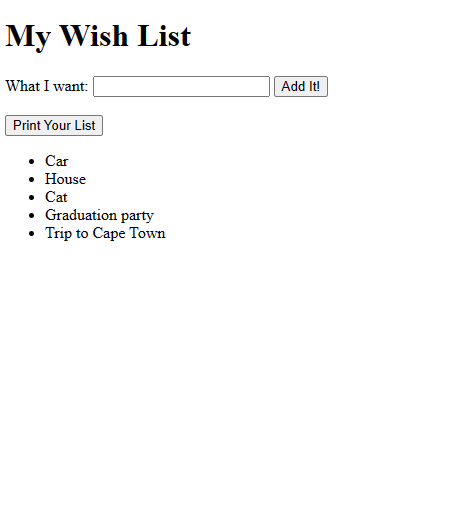 My Wish List
What I want: Add It!
Print Your List
Car
House
Cat
Graduation party
Trip to Cape Town